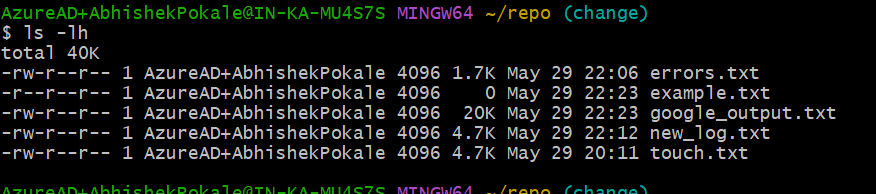 AzureAD+AbhishekPokale@IN-KA-MU4S7S MINGW64 ~/repo (change)
$ ls -lh
total 40K
-rw-r--r-- 1 AzureAD+AbhishekPokale 4096 1.7K May 29 22:06 errors.txt
-r--r--r-- 1 AzureAD+AbhishekPokale 4096    0 May 29 22:23 example.txt
-rw-r--r-- 1 AzureAD+AbhishekPokale 4096  20K May 29 22:23 google_output.txt
-rw-r--r-- 1 AzureAD+AbhishekPokale 4096 4.7K May 29 22:12 new_log.txt
-rw-r--r-- 1 AzureAD+AbhishekPokale 4096 4.7K May 29 20:11 touch.txt
AzureAD+AbhishekPokale@IN-KA-MU4S7S MINGW64 ~/repo (change)